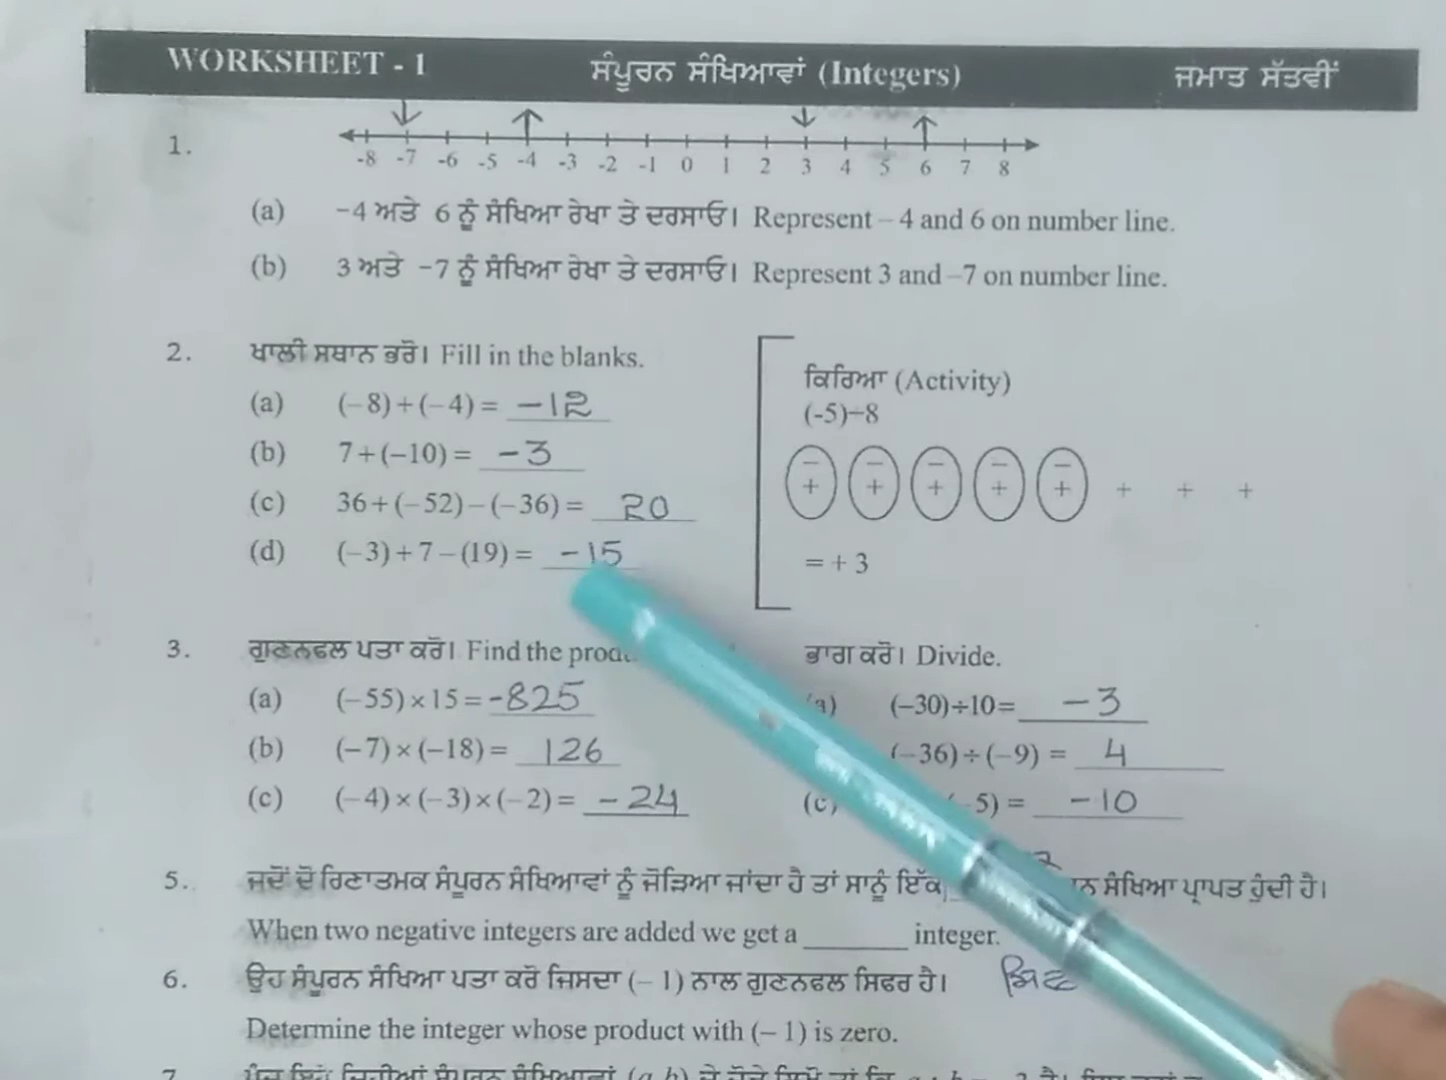 WORKSHEET - 1 ਸੰਪੂਰਨ ਸੰਖਿਆਵਾਂ (Integers) ਜਮਾਤ ਸੱਤਵੀਂ
1. -8 -7 -6 -5 -4 -3 -2 -1 0 1 2 3 4 5 6 7 8
(a) -4 ਅਤੇ 6 ਨੂੰ ਸੰਖਿਆ ਰੇਖਾ ਤੇ ਦਰਸਾਓ। Represent – 4 and 6 on number line.
(b) 3 ਅਤੇ -7 ਨੂੰ ਸੰਖਿਆ ਰੇਖਾ ਤੇ ਦਰਸਾਓ। Represent 3 and –7 on number line.
2. ਖਾਲੀ ਸਥਾਨ ਭਰੋ। Fill in the blanks.
(a) (–8)+(–4)= -12
(b) 7+(–10)= -3
(c) 36+(–52)–(–36)= 20
(d) (–3)+7–(19)= -15
ਕਿਰਿਆ (Activity)
(-5)÷8
– – – – –
+ + + + + + + +
= + 3
3. ਗੁਣਨਫਲ ਪਤਾ ਕਰੋ। Find the
(a) (–55)×15= -825
(b) (–7)×(–18)= 126
(c) (–4)×(–3)×(–2)= -24
ਭਾਗ ਕਰੋ। Divide.
(a) (–30)÷10= -3
(–36)÷(–9) = 4
(c) 5) = -10
5. ਜਦੋਂ ਦੋ ਰਿਣਾਤਮਕ ਸੰਪੂਰਨ ਸੰਖਿਆਵਾਂ ਨੂੰ ਜੋੜਿਆ ਜਾਂਦਾ ਹੈ ਤਾਂ ਸਾਨੂੰ ਇੱਕ ਸੰਖਿਆ ਪ੍ਰਾਪਤ ਹੁੰਦੀ ਹੈ।
When two negative integers are added we get a ________ integer.
6. ਉਹ ਸੰਪੂਰਨ ਸੰਖਿਆ ਪਤਾ ਕਰੋ ਜਿਸਦਾ (– 1) ਨਾਲ ਗੁਣਨਫਲ ਸਿਫਰ ਹੈ।
Determine the integer whose product with (– 1) is zero.
7.